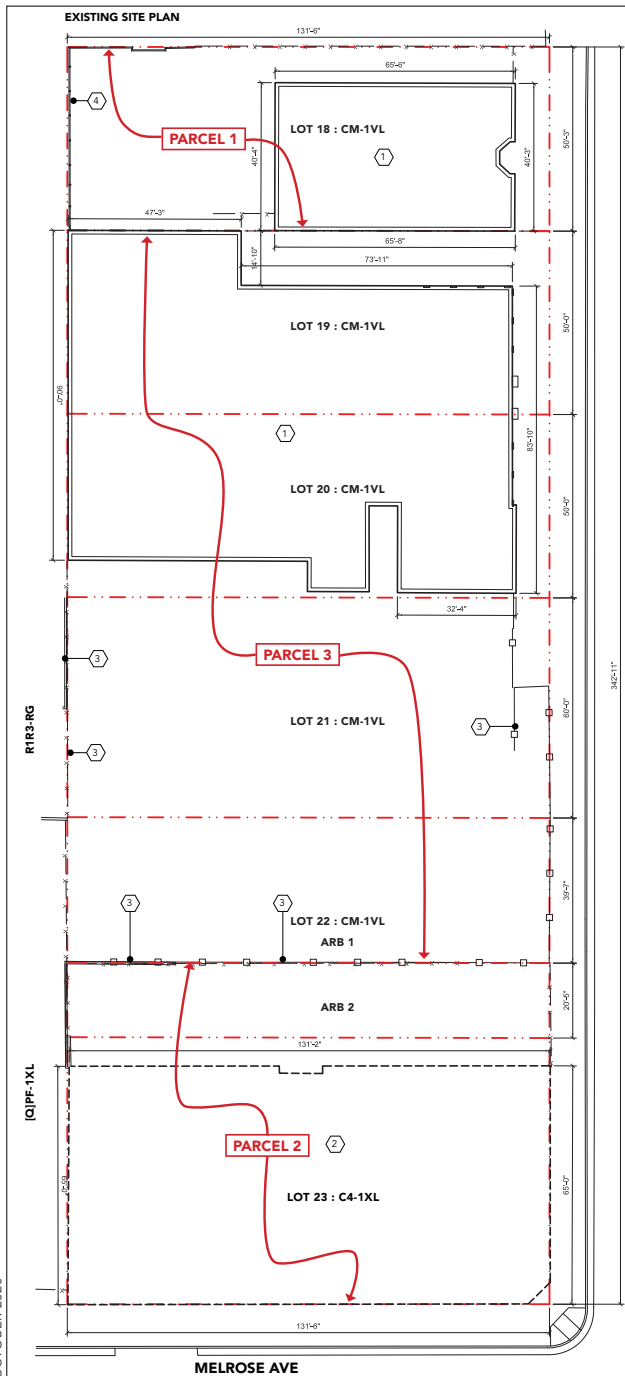 EXISTING SITE PLAN
131'-6"
65'-6"
4
LOT 18 : CM-1VL
PARCEL 1
1
40'-4"
40'-3"
50'-3"
47'-3"
65'-8"
14'-10"
73'-11"
LOT 19 : CM-1VL
50'-0"
90'-0"
1
83'-10"
LOT 20 : CM-1VL
50'-0"
32'-4"
3
PARCEL 3
342'-11"
R1R3-RG
LOT 21 : CM-1VL
3
60'-0"
3
39'-7"
3
3
LOT 22 : CM-1VL
ARB 1
ARB 2
20'-6"
131'-2"
[Q]PF-1XL
PARCEL 2
2
65'-0"
LOT 23 : C4-1XL
65'-0"
131'-6"
MELROSE AVE